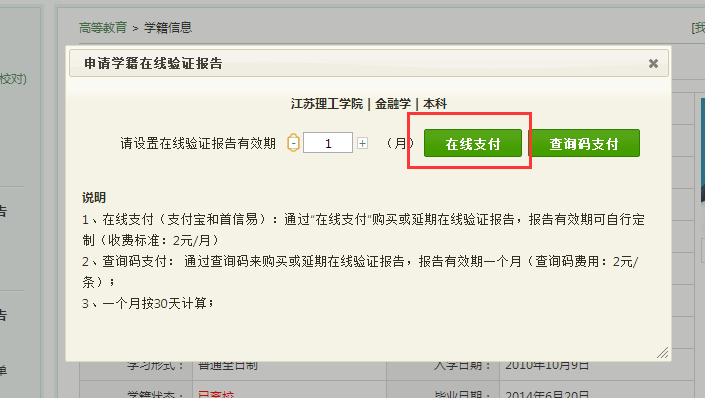 高等教育 > 学籍信息
[我
校对)
申请学籍在线验证报告
江苏理工学院 | 金融学 | 本科
请设置在线验证报告有效期 - 1 + （月） 在线支付 查询码支付
说明
1、在线支付（支付宝和首信易）：通过“在线支付”购买或延期在线验证报告，报告有效期可自行定
制（收费标准：2元/月）
2、查询码支付： 通过查询码来购买或延期在线验证报告，报告有效期一个月（查询码费用：2元/
条）；
3、一个月按30天计算；
告
告
单
学习形式： 普通全日制 入学日期： 2010年10月9日
学籍状态： 已离校 毕业日期： 2014年6月20日